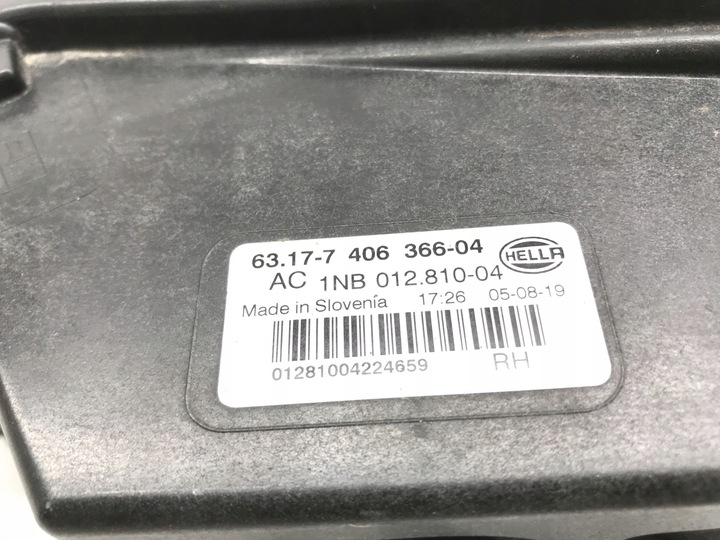 63.17-7 406 366-04
HELLA
AC 1NB 012.810-04
Made in Slovenía 17:26 05-08-19
01281004224659 RH